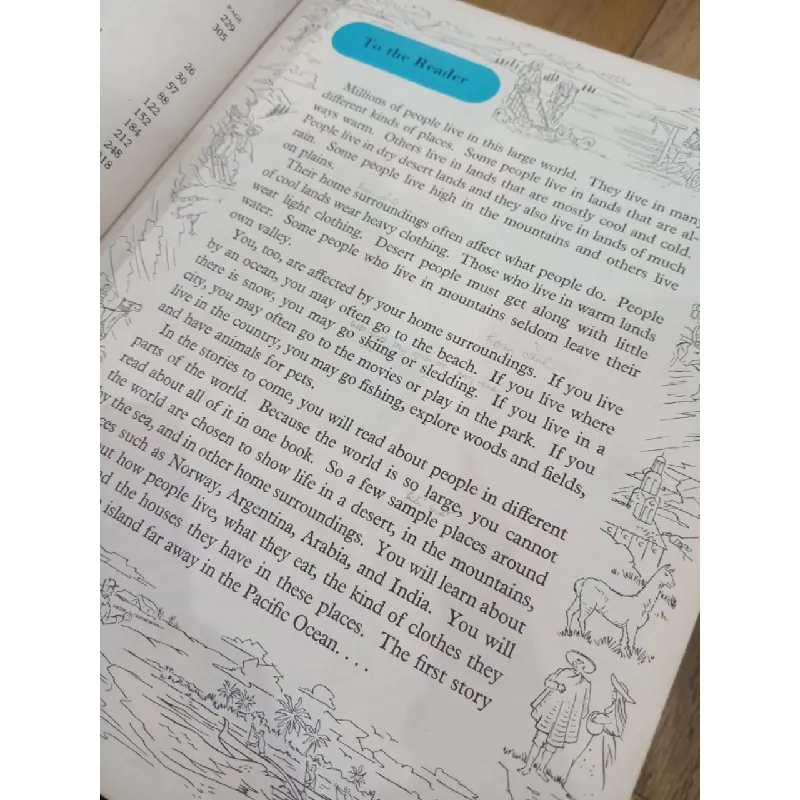 PAGE
229
305
26
30
57
88
122
152
184
212
248
To the Reader
Millions of people live in this large world. They live in many
different kinds of places. Some people live in lands that are al-
ways warm. Others live in lands that are mostly cool and cold.
People live in dry desert lands and they also live in lands of much
rain. Some people live high in the mountains and others live
on plains.
Their home surroundings often affect what people do. People
of cool lands wear heavy clothing. Those who live in warm lands
wear light clothing. Desert people must get along with little
water. Some people who live in mountains seldom leave their
own valley.
You, too, are affected by your home surroundings. If you live
by an ocean, you may often go to the beach. If you live where
there is snow, you may go skiing or sledding. If you live in a
city, you may often go to the movies or play in the park. If you
live in the country, you may go fishing, explore woods and fields,
and have animals for pets.
In the stories to come, you will read about people in different
parts of the world. Because the world is so large, you cannot
read about all of it in one book. So a few sample places around
the world are chosen to show life in a desert, in the mountains,
by the sea, and in other home surroundings. You will learn about
such as Norway, Argentina, Arabia, and India. You will
how people live, what they eat, the kind of clothes they
the houses they have in these places. The first story
island far away in the Pacific Ocean. . . .